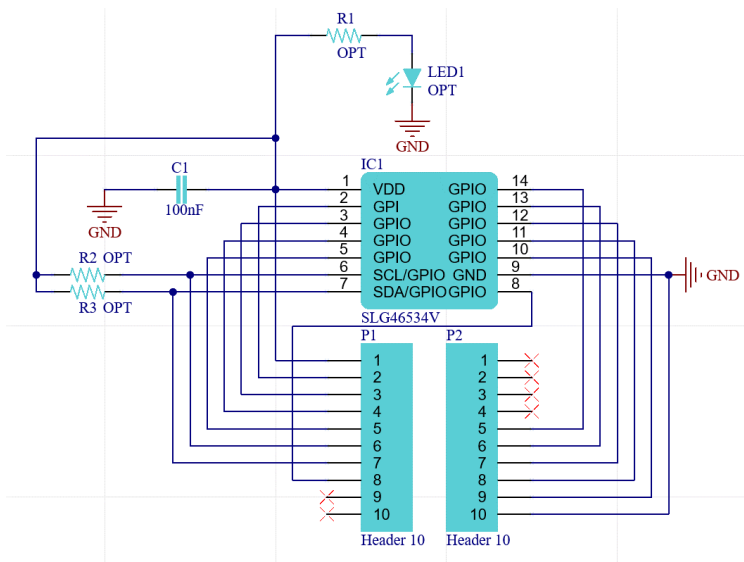 R1
OPT
LED1
OPT
GND
C1
100nF
GND
IC1
1 VDD GPIO 14
2 GPI GPIO 13
3 GPIO GPIO 12
4 GPIO GPIO 11
5 GPIO GPIO 10
6 SCL/GPIO GND 9
7 SDA/GPIO GPIO 8
SLG46534V
GND
R2 OPT
R3 OPT
P1
1
2
3
4
5
6
7
8
9
10
Header 10
P2
1
2
3
4
5
6
7
8
9
10
Header 10